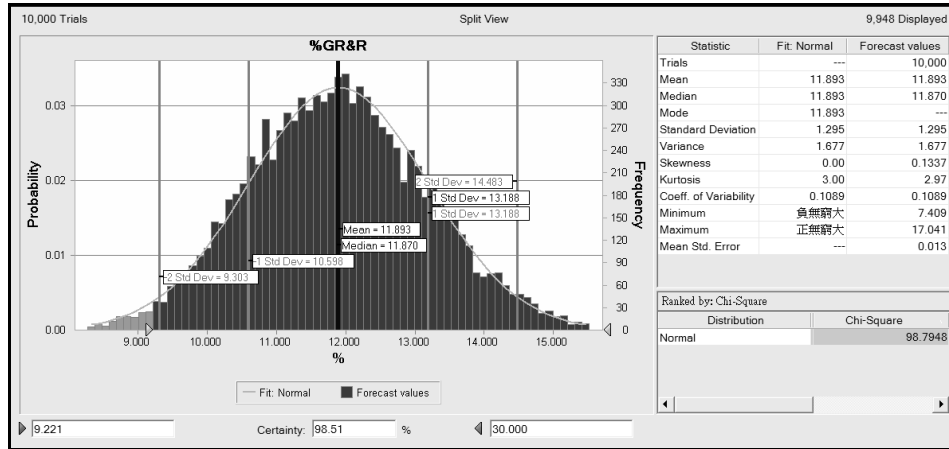 10,000 Trials Split View 9,948 Displayed
%GR&R
Probability
0.03
0.02
0.01
0.00
Frequency
330
300
270
240
210
180
150
120
90
60
30
0
2 Std Dev = 14.483
1 Std Dev = 13.188
1 Std Dev = 13.188
Mean = 11.893
Median = 11.870
-1 Std Dev = 10.598
-2 Std Dev = 9.303
9.000 10.000 11.000 12.000 13.000 14.000 15.000
%
Fit: Normal Forecast values
9.221 Certainty: 98.51 % 30.000
Statistic Fit: Normal Forecast values
Trials --- 10,000
Mean 11.893 11.893
Median 11.893 11.870
Mode 11.893 ---
Standard Deviation 1.295 1.295
Variance 1.677 1.677
Skewness 0.00 0.1337
Kurtosis 3.00 2.97
Coeff. of Variability 0.1089 0.1089
Minimum 負無窮大 7.409
Maximum 正無窮大 17.041
Mean Std. Error --- 0.013
Ranked by: Chi-Square
Distribution Chi-Square
Normal 98.7948